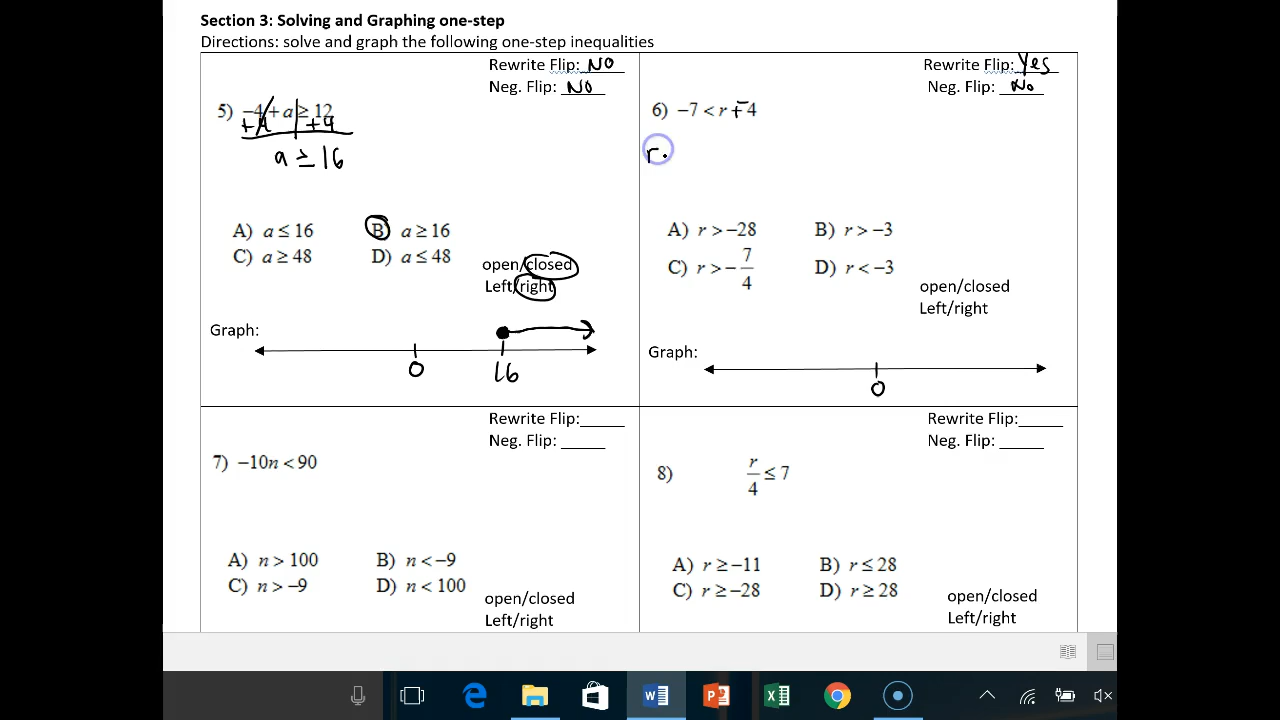 Section 3: Solving and Graphing one-step
Directions: solve and graph the following one-step inequalities
Rewrite Flip: No
Neg. Flip: No
5) −4 + a ≥ 12
+4 +4
a ≥ 16
A) a ≤ 16 B) a ≥ 16
C) a ≥ 48 D) a ≤ 48
open/closed
Left/right
Graph:
0 16
Rewrite Flip: Yes
Neg. Flip: No
6) −7 < r + −4
r
A) r > −28 B) r > −3
C) r > −7/4 D) r < −3
open/closed
Left/right
Graph:
0
Rewrite Flip:_____
Neg. Flip: _____
7) −10n < 90
A) n > 100 B) n < −9
C) n > −9 D) n < 100
open/closed
Left/right
Rewrite Flip:_____
Neg. Flip: _____
8) r/4 ≤ 7
A) r ≥ −11 B) r ≤ 28
C) r ≥ −28 D) r ≥ 28
open/closed
Left/right